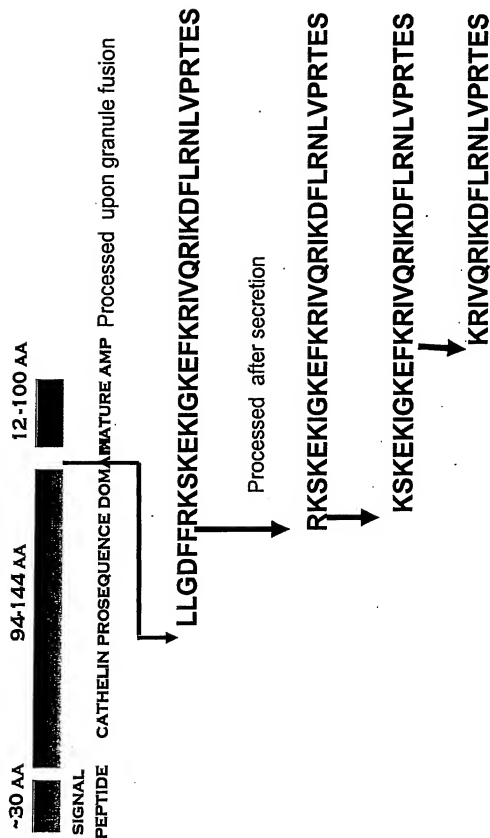 ~30 AA 94-144 AA 12-100 AA
SIGNAL
PEPTIDE CATHELIN PROSEQUENCE DOMAIN MATURE AMP Processed upon granule fusion
LLGDFFRKSKEKIGKEFKRIVQRIKDFLRNLVPRTES
Processed after secretion
RKSKEKIGKEFKRIVQRIKDFLRNLVPRTES
KSKEKIGKEFKRIVQRIKDFLRNLVPRTES
KRIVQRIKDFLRNLVPRTES